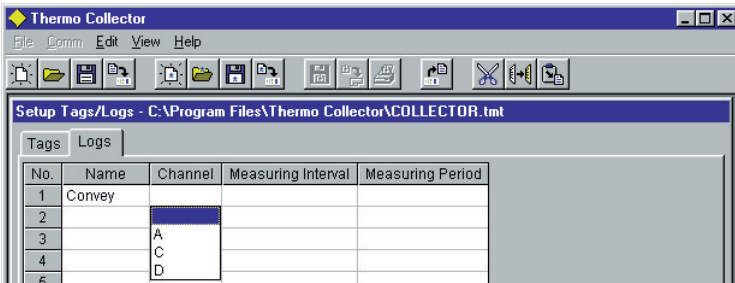 Thermo Collector
File Comm Edit View Help
Setup Tags/Logs - C:\Program Files\Thermo Collector\COLLECTOR.tmt
Tags Logs
No. Name Channel Measuring Interval Measuring Period
1 Convey
2
3 A
4 C
D
5